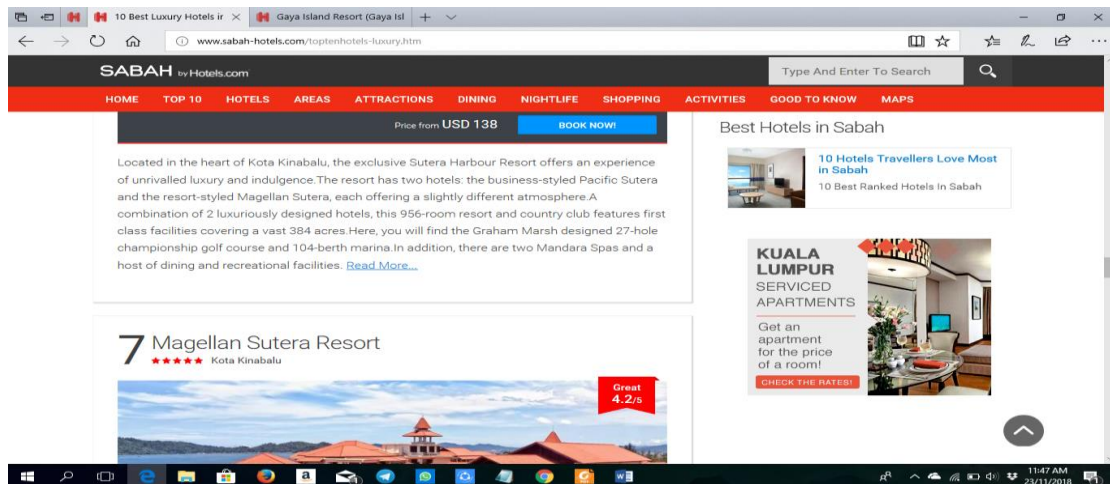 10 Best Luxury Hotels ir
Gaya Island Resort (Gaya Isl
www.sabah-hotels.com/toptenhotels-luxury.htm
SABAH by Hotels.com
Type And Enter To Search
HOME TOP 10 HOTELS AREAS ATTRACTIONS DINING NIGHTLIFE SHOPPING ACTIVITIES GOOD TO KNOW MAPS
Price from USD 138 BOOK NOW!
Located in the heart of Kota Kinabalu, the exclusive Sutera Harbour Resort offers an experience
of unrivalled luxury and indulgence.The resort has two hotels: the business-styled Pacific Sutera
and the resort-styled Magellan Sutera, each offering a slightly different atmosphere.A
combination of 2 luxuriously designed hotels, this 956-room resort and country club features first
class facilities covering a vast 384 acres.Here, you will find the Graham Marsh designed 27-hole
championship golf course and 104-berth marina.In addition, there are two Mandara Spas and a
host of dining and recreational facilities. Read More...
7 Magellan Sutera Resort
Kota Kinabalu
Great
4.2/5
Best Hotels in Sabah
10 Hotels Travellers Love Most
in Sabah
10 Best Ranked Hotels In Sabah
KUALA
LUMPUR
SERVICED
APARTMENTS
Get an
apartment
for the price
of a room!
CHECK THE RATES!
11:47 AM
23/11/2018